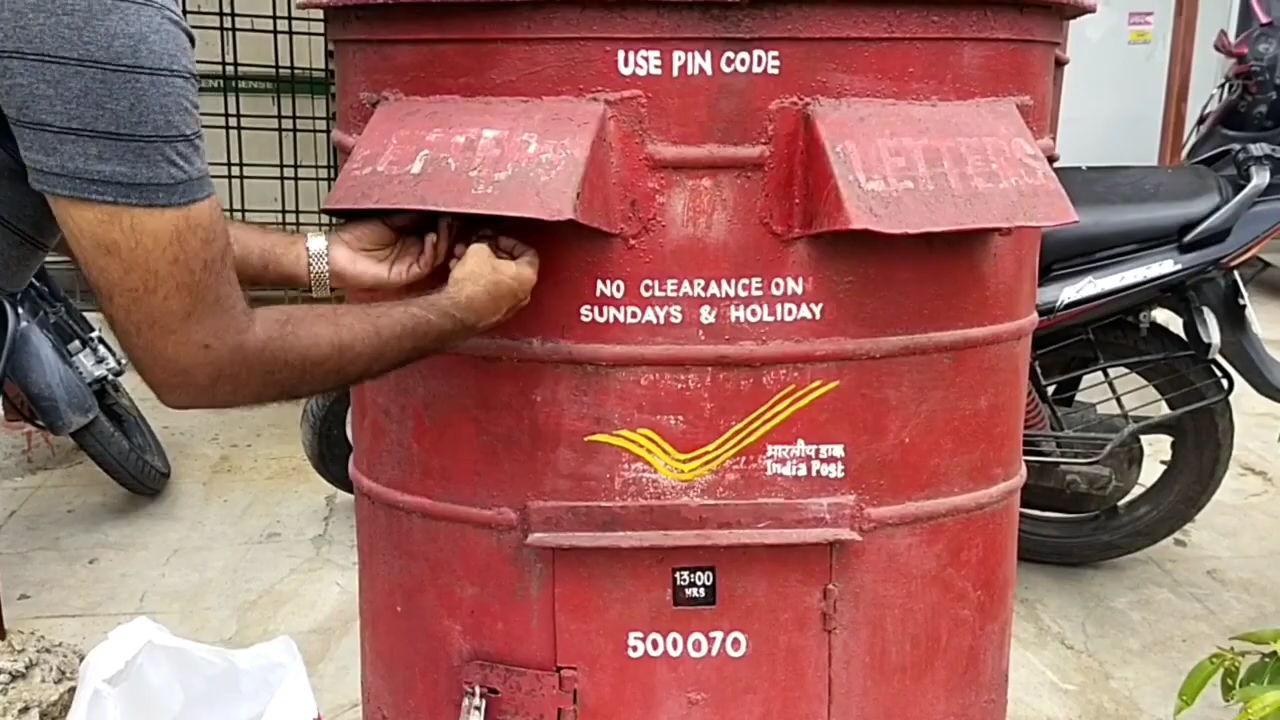 USE PIN CODE
LETTERS
LETTERS
NO CLEARANCE ON
SUNDAYS & HOLIDAY
भारतीय डाक
India Post
13:00
HRS
500070